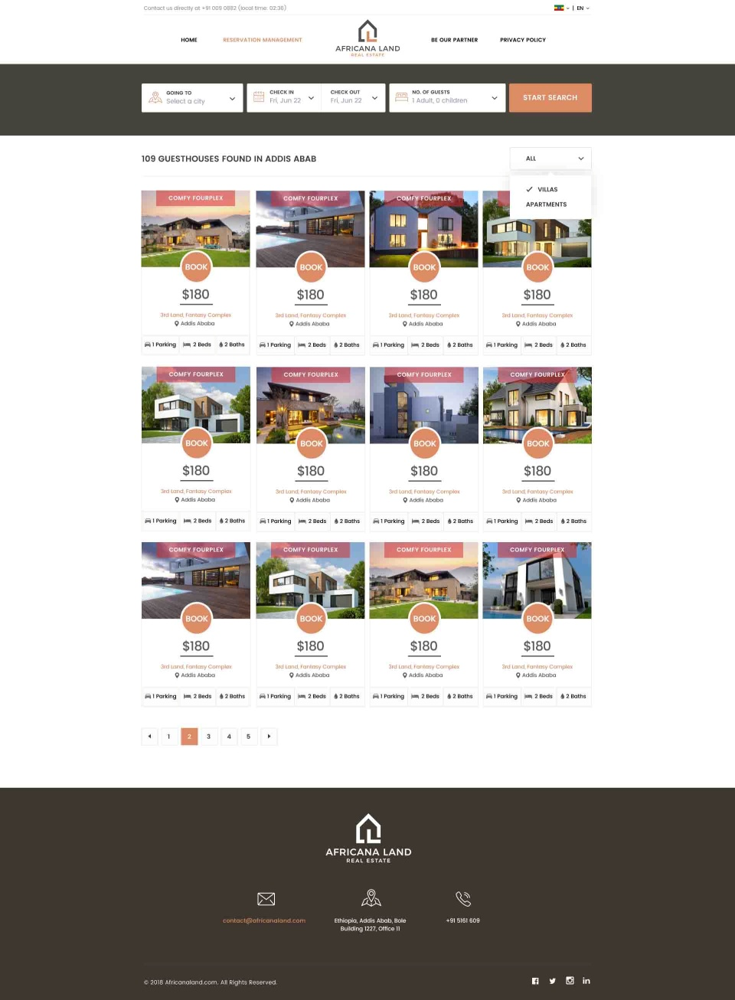 Contact us directly at +91 009 0882 (local time: 02:38)
| EN
HOME
RESERVATION MANAGEMENT
AFRICANA LAND
REAL ESTATE
BE OUR PARTNER
PRIVACY POLICY
GOING TO
Select a city
CHECK IN
Fri, Jun 22
CHECK OUT
Fri, Jun 22
NO. OF GUESTS
1 Adult, 0 children
START SEARCH
109 GUESTHOUSES FOUND IN ADDIS ABAB
ALL
VILLAS
APARTMENTS
COMFY FOURPLEX
BOOK
$180
3rd Land, Fantasy Complex
Addis Ababa
1 Parking 2 Beds 2 Baths
COMFY FOURPLEX
BOOK
$180
3rd Land, Fantasy Complex
Addis Ababa
1 Parking 2 Beds 2 Baths
COMFY FOURPLEX
BOOK
$180
3rd Land, Fantasy Complex
Addis Ababa
1 Parking 2 Beds 2 Baths
BOOK
$180
3rd Land, Fantasy Complex
Addis Ababa
1 Parking 2 Beds 2 Baths
COMFY FOURPLEX
BOOK
$180
3rd Land, Fantasy Complex
Addis Ababa
1 Parking 2 Beds 2 Baths
COMFY FOURPLEX
BOOK
$180
3rd Land, Fantasy Complex
Addis Ababa
1 Parking 2 Beds 2 Baths
COMFY FOURPLEX
BOOK
$180
3rd Land, Fantasy Complex
Addis Ababa
1 Parking 2 Beds 2 Baths
COMFY FOURPLEX
BOOK
$180
3rd Land, Fantasy Complex
Addis Ababa
1 Parking 2 Beds 2 Baths
COMFY FOURPLEX
BOOK
$180
3rd Land, Fantasy Complex
Addis Ababa
1 Parking 2 Beds 2 Baths
COMFY FOURPLEX
BOOK
$180
3rd Land, Fantasy Complex
Addis Ababa
1 Parking 2 Beds 2 Baths
COMFY FOURPLEX
BOOK
$180
3rd Land, Fantasy Complex
Addis Ababa
1 Parking 2 Beds 2 Baths
COMFY FOURPLEX
BOOK
$180
3rd Land, Fantasy Complex
Addis Ababa
1 Parking 2 Beds 2 Baths
1 2 3 4 5
AFRICANA LAND
REAL ESTATE
contact@africanaland.com
Ethiopia, Addis Abab, Bole
Building 1227, Office 11
+91 5161 609
© 2018 Africanaland.com. All Rights Reserved.